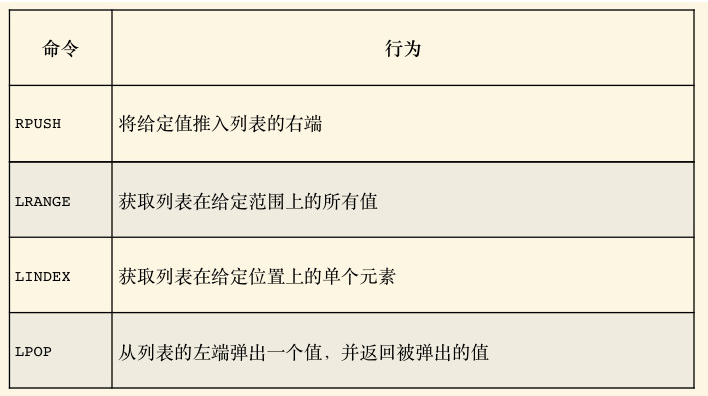 命令 行为
RPUSH 将给定值推入列表的右端
LRANGE 获取列表在给定范围上的所有值
LINDEX 获取列表在给定位置上的单个元素
LPOP 从列表的左端弹出一个值，并返回被弹出的值